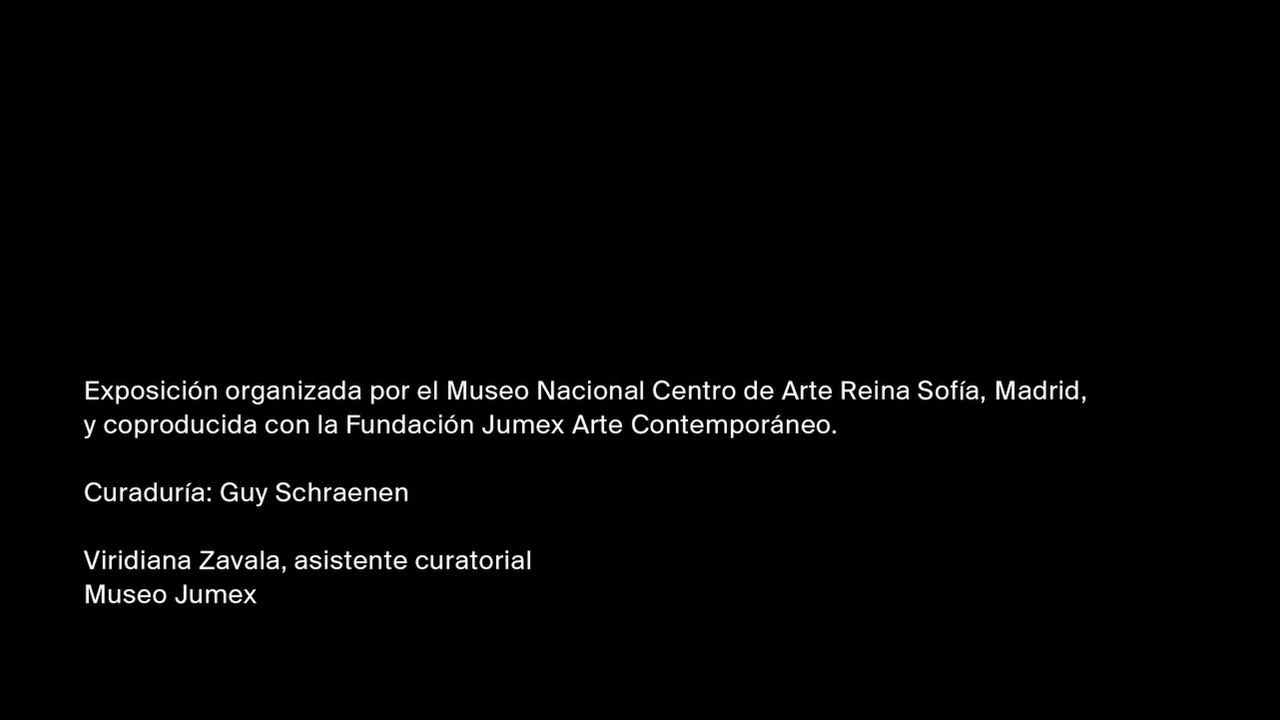 Exposición organizada por el Museo Nacional Centro de Arte Reina Sofía, Madrid,
y coproducida con la Fundación Jumex Arte Contemporáneo.
Curaduría: Guy Schraenen
Viridiana Zavala, asistente curatorial
Museo Jumex